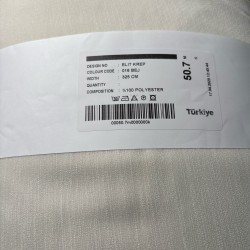 DESIGN NO : ELIT KREP
COLOUR CODE : 018 BEJ
WIDTH : 325 CM
QUANTITY :
COMPOSITION : %100 POLYESTER
50.7 M
Türkiye